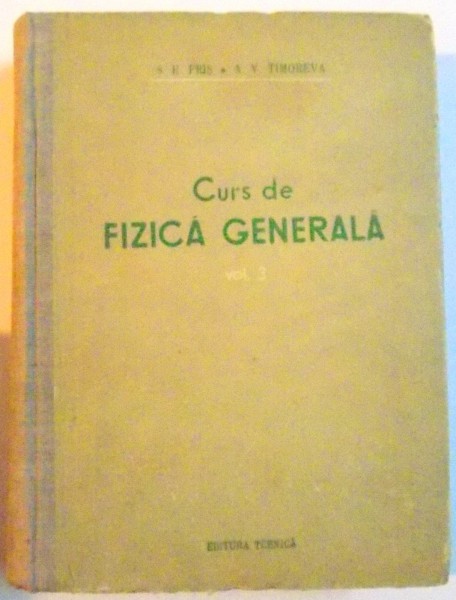 S E FRIS • A V TIMOREVA
Curs de
FIZICĂ GENERALĂ
vol. 3
EDITURA TEHNICĂ